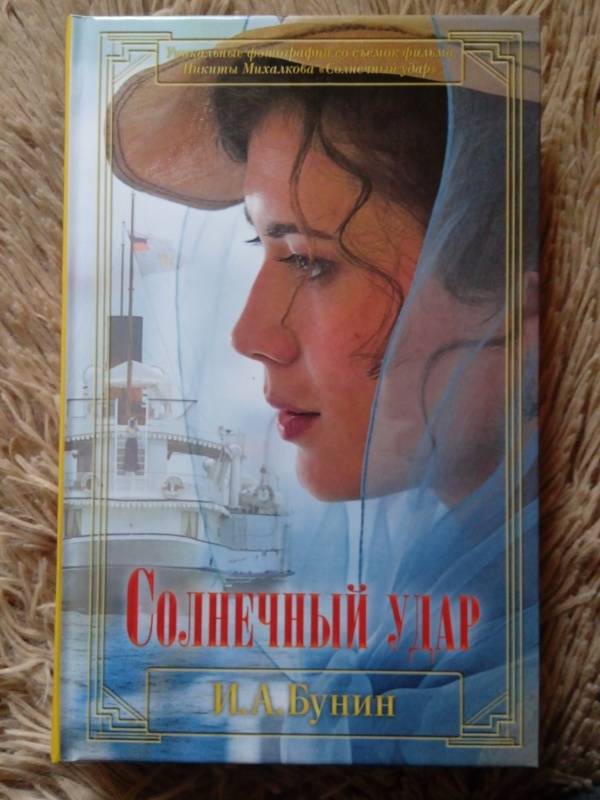 Уникальные фотографии со съемок фильма
Никиты Михалкова «Солнечный удар»
Солнечный удар
И.А.Бунин